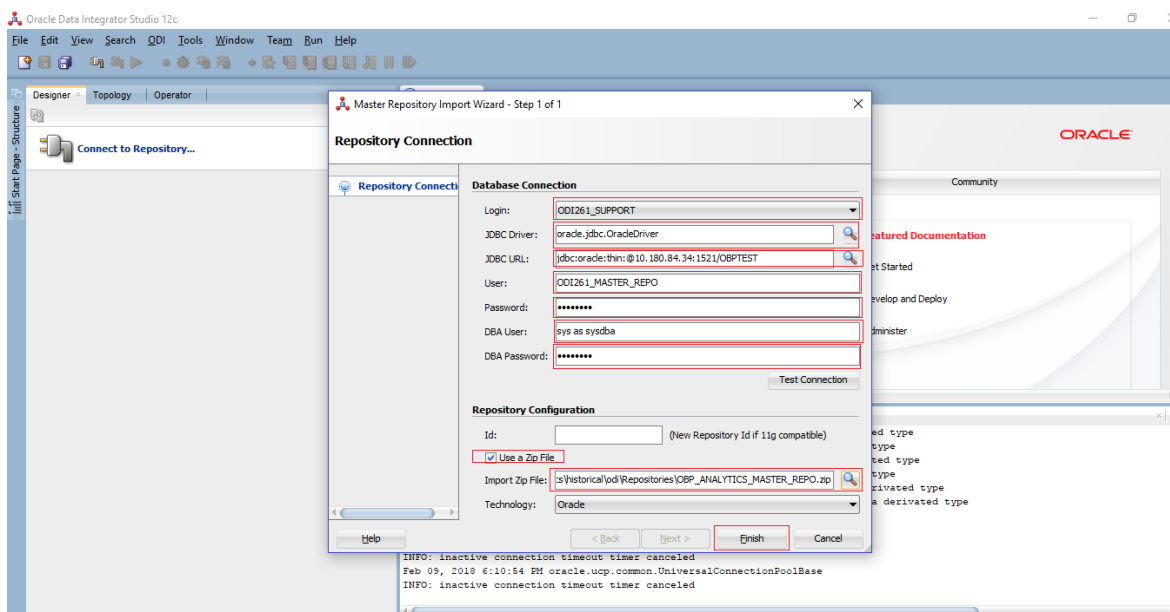 Oracle Data Integrator Studio 12c
File Edit View Search ODI Tools Window Team Run Help
Designer Topology Operator
Start Page - Structure
Connect to Repository...
Master Repository Import Wizard - Step 1 of 1
Repository Connection
Repository Connecti
Database Connection
Login: ODI261_SUPPORT
JDBC Driver: oracle.jdbc.OracleDriver
JDBC URL: jdbc:oracle:thin:@10.180.84.34:1521/OBPTEST
User: ODI261_MASTER_REPO
Password: ••••••••
DBA User: sys as sysdba
DBA Password: ••••••••
Test Connection
Repository Configuration
Id: (New Repository Id if 11g compatible)
Use a Zip File
Import Zip File: :s\historical\odi\Repositories\OBP_ANALYTICS_MASTER_REPO.zip
Technology: Oracle
Help < Back Next > Finish Cancel
ORACLE
Community
eatured Documentation
et Started
evelop and Deploy
dminister
ed type
type
ted type
type
rivated type
a derivated type
INFO: inactive connection timeout timer canceled
Feb 09, 2018 6:10:54 PM oracle.ucp.common.UniversalConnectionPoolBase
INFO: inactive connection timeout timer canceled